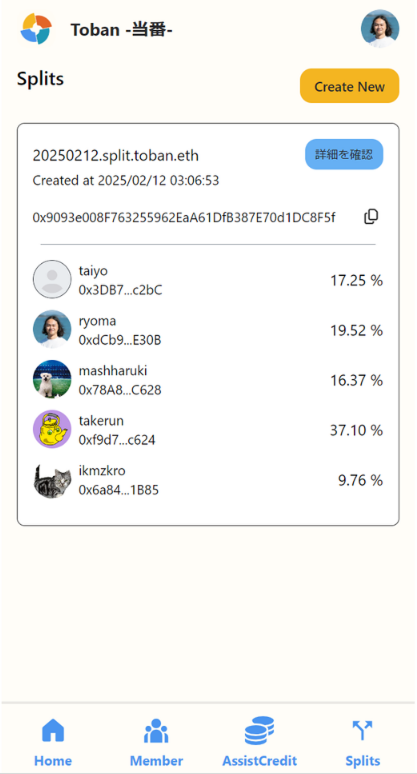 Toban -当番-
Splits
Create New
20250212.split.toban.eth
詳細を確認
Created at 2025/02/12 03:06:53
0x9093e008F763255962EaA61DfB387E70d1DC8F5f
taiyo
0x3DB7...c2bC
17.25 %
ryoma
0xdCb9...E30B
19.52 %
mashharuki
0x78A8...C628
16.37 %
takerun
0xf9d7...c624
37.10 %
ikmzkro
0x6a84...1B85
9.76 %
Home
Member
AssistCredit
Splits